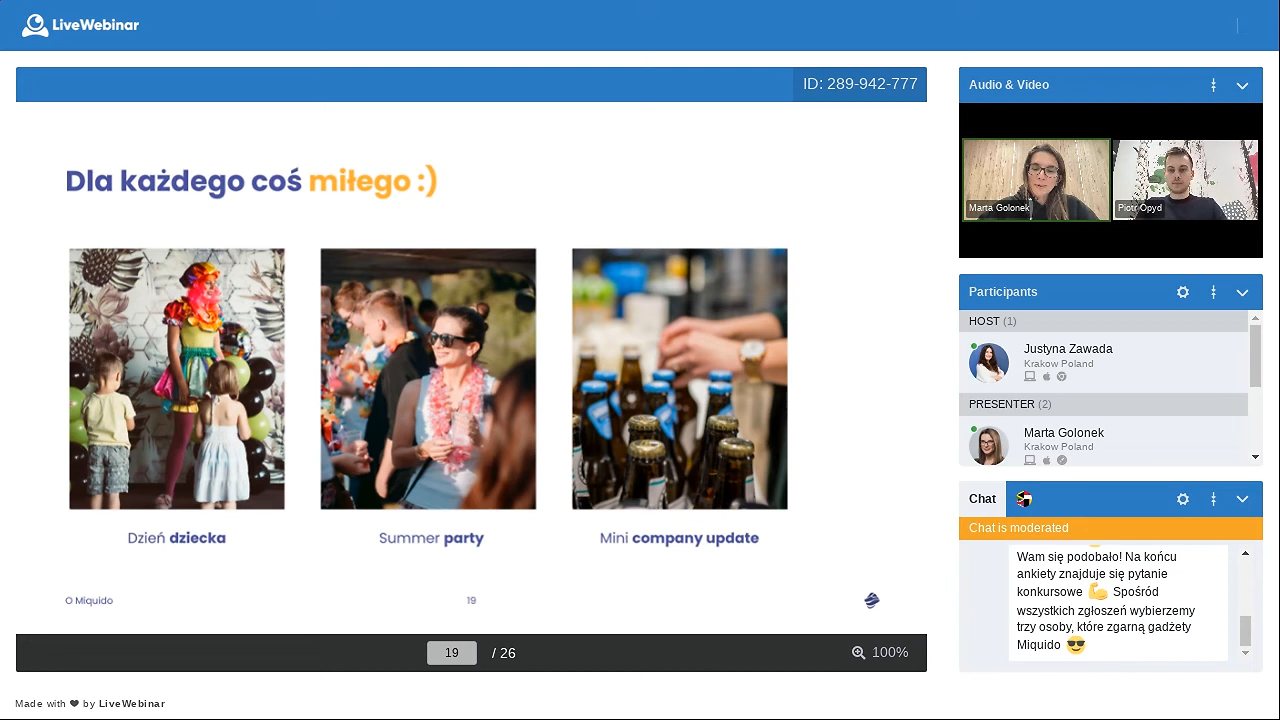 LiveWebinar
ID: 289-942-777
Dla każdego coś miłego :)
Dzień dziecka
Summer party
Mini company update
O Miquido
19
19 / 26
100%
Made with by LiveWebinar
Audio & Video
Marta Golonek
Piotr Opyd
Participants
HOST (1)
Justyna Zawada
Krakow Poland
PRESENTER (2)
Marta Golonek
Krakow Poland
Chat
Chat is moderated
Wam się podobało! Na końcu
ankiety znajduje się pytanie
konkursowe 💪 Spośród
wszystkich zgłoszeń wybierzemy
trzy osoby, które zgarną gadżety
Miquido 😎